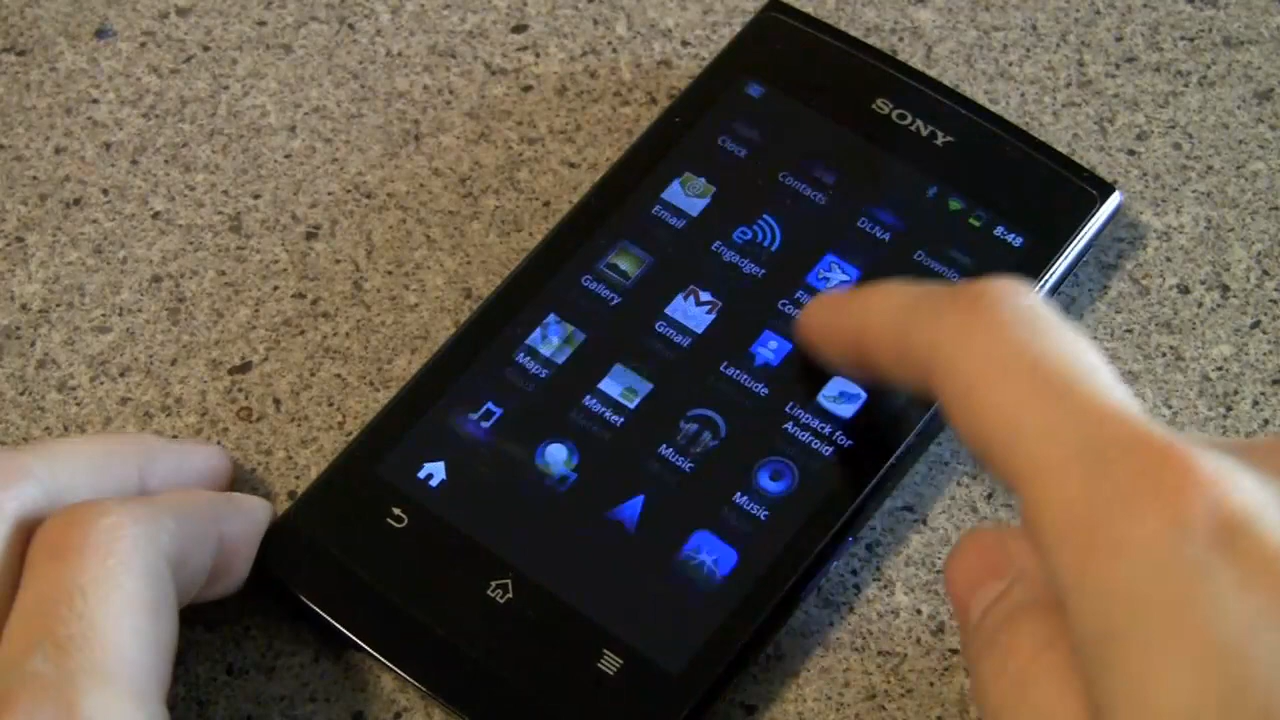 SONY
8:48
Clock
Contacts
DLNA
Email
Engadget
Gallery
Gmail
Latitude
Linpack for
Android
Maps
Market
Music
Music